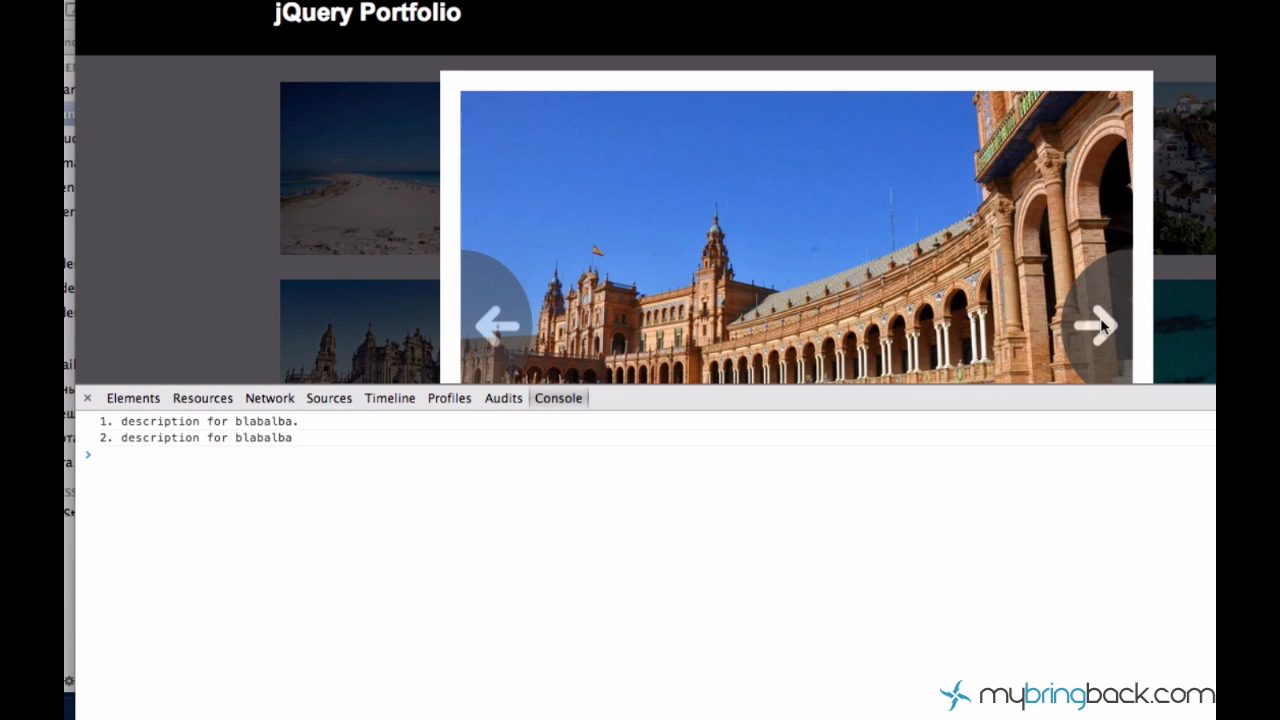 jQuery Portfolio
× Elements Resources Network Sources Timeline Profiles Audits Console
1. description for blabalba.
2. description for blabalba
>
mybringback.com